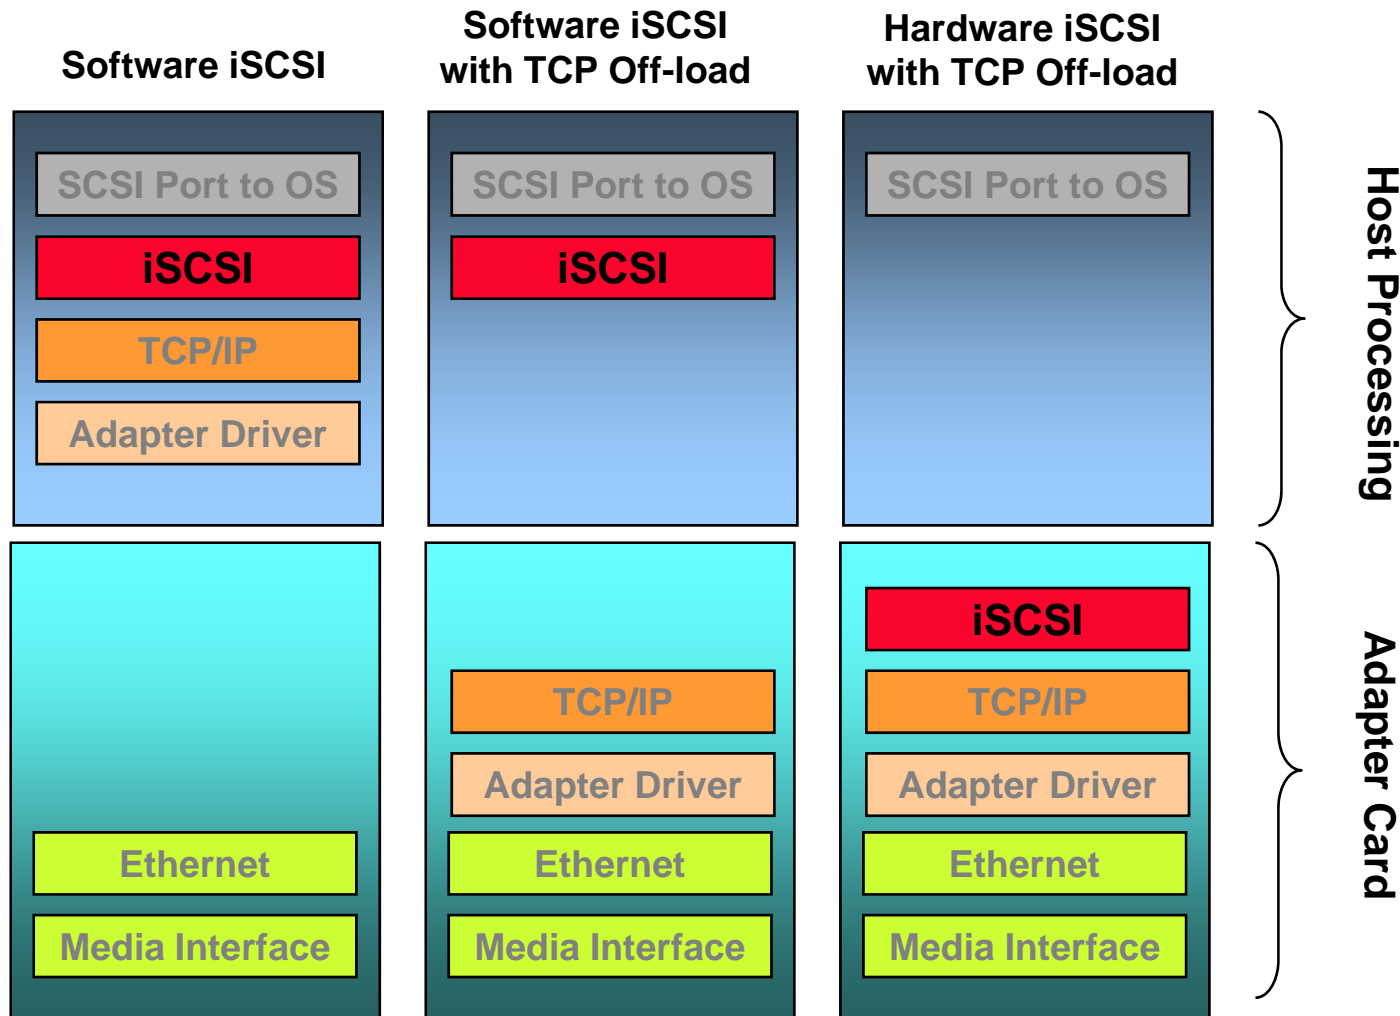 Software iSCSI
Software iSCSI
with TCP Off-load
Hardware iSCSI
with TCP Off-load
SCSI Port to OS
iSCSI
TCP/IP
Adapter Driver
SCSI Port to OS
iSCSI
SCSI Port to OS
Host Processing
Ethernet
Media Interface
TCP/IP
Adapter Driver
Ethernet
Media Interface
iSCSI
TCP/IP
Adapter Driver
Ethernet
Media Interface
Adapter Card